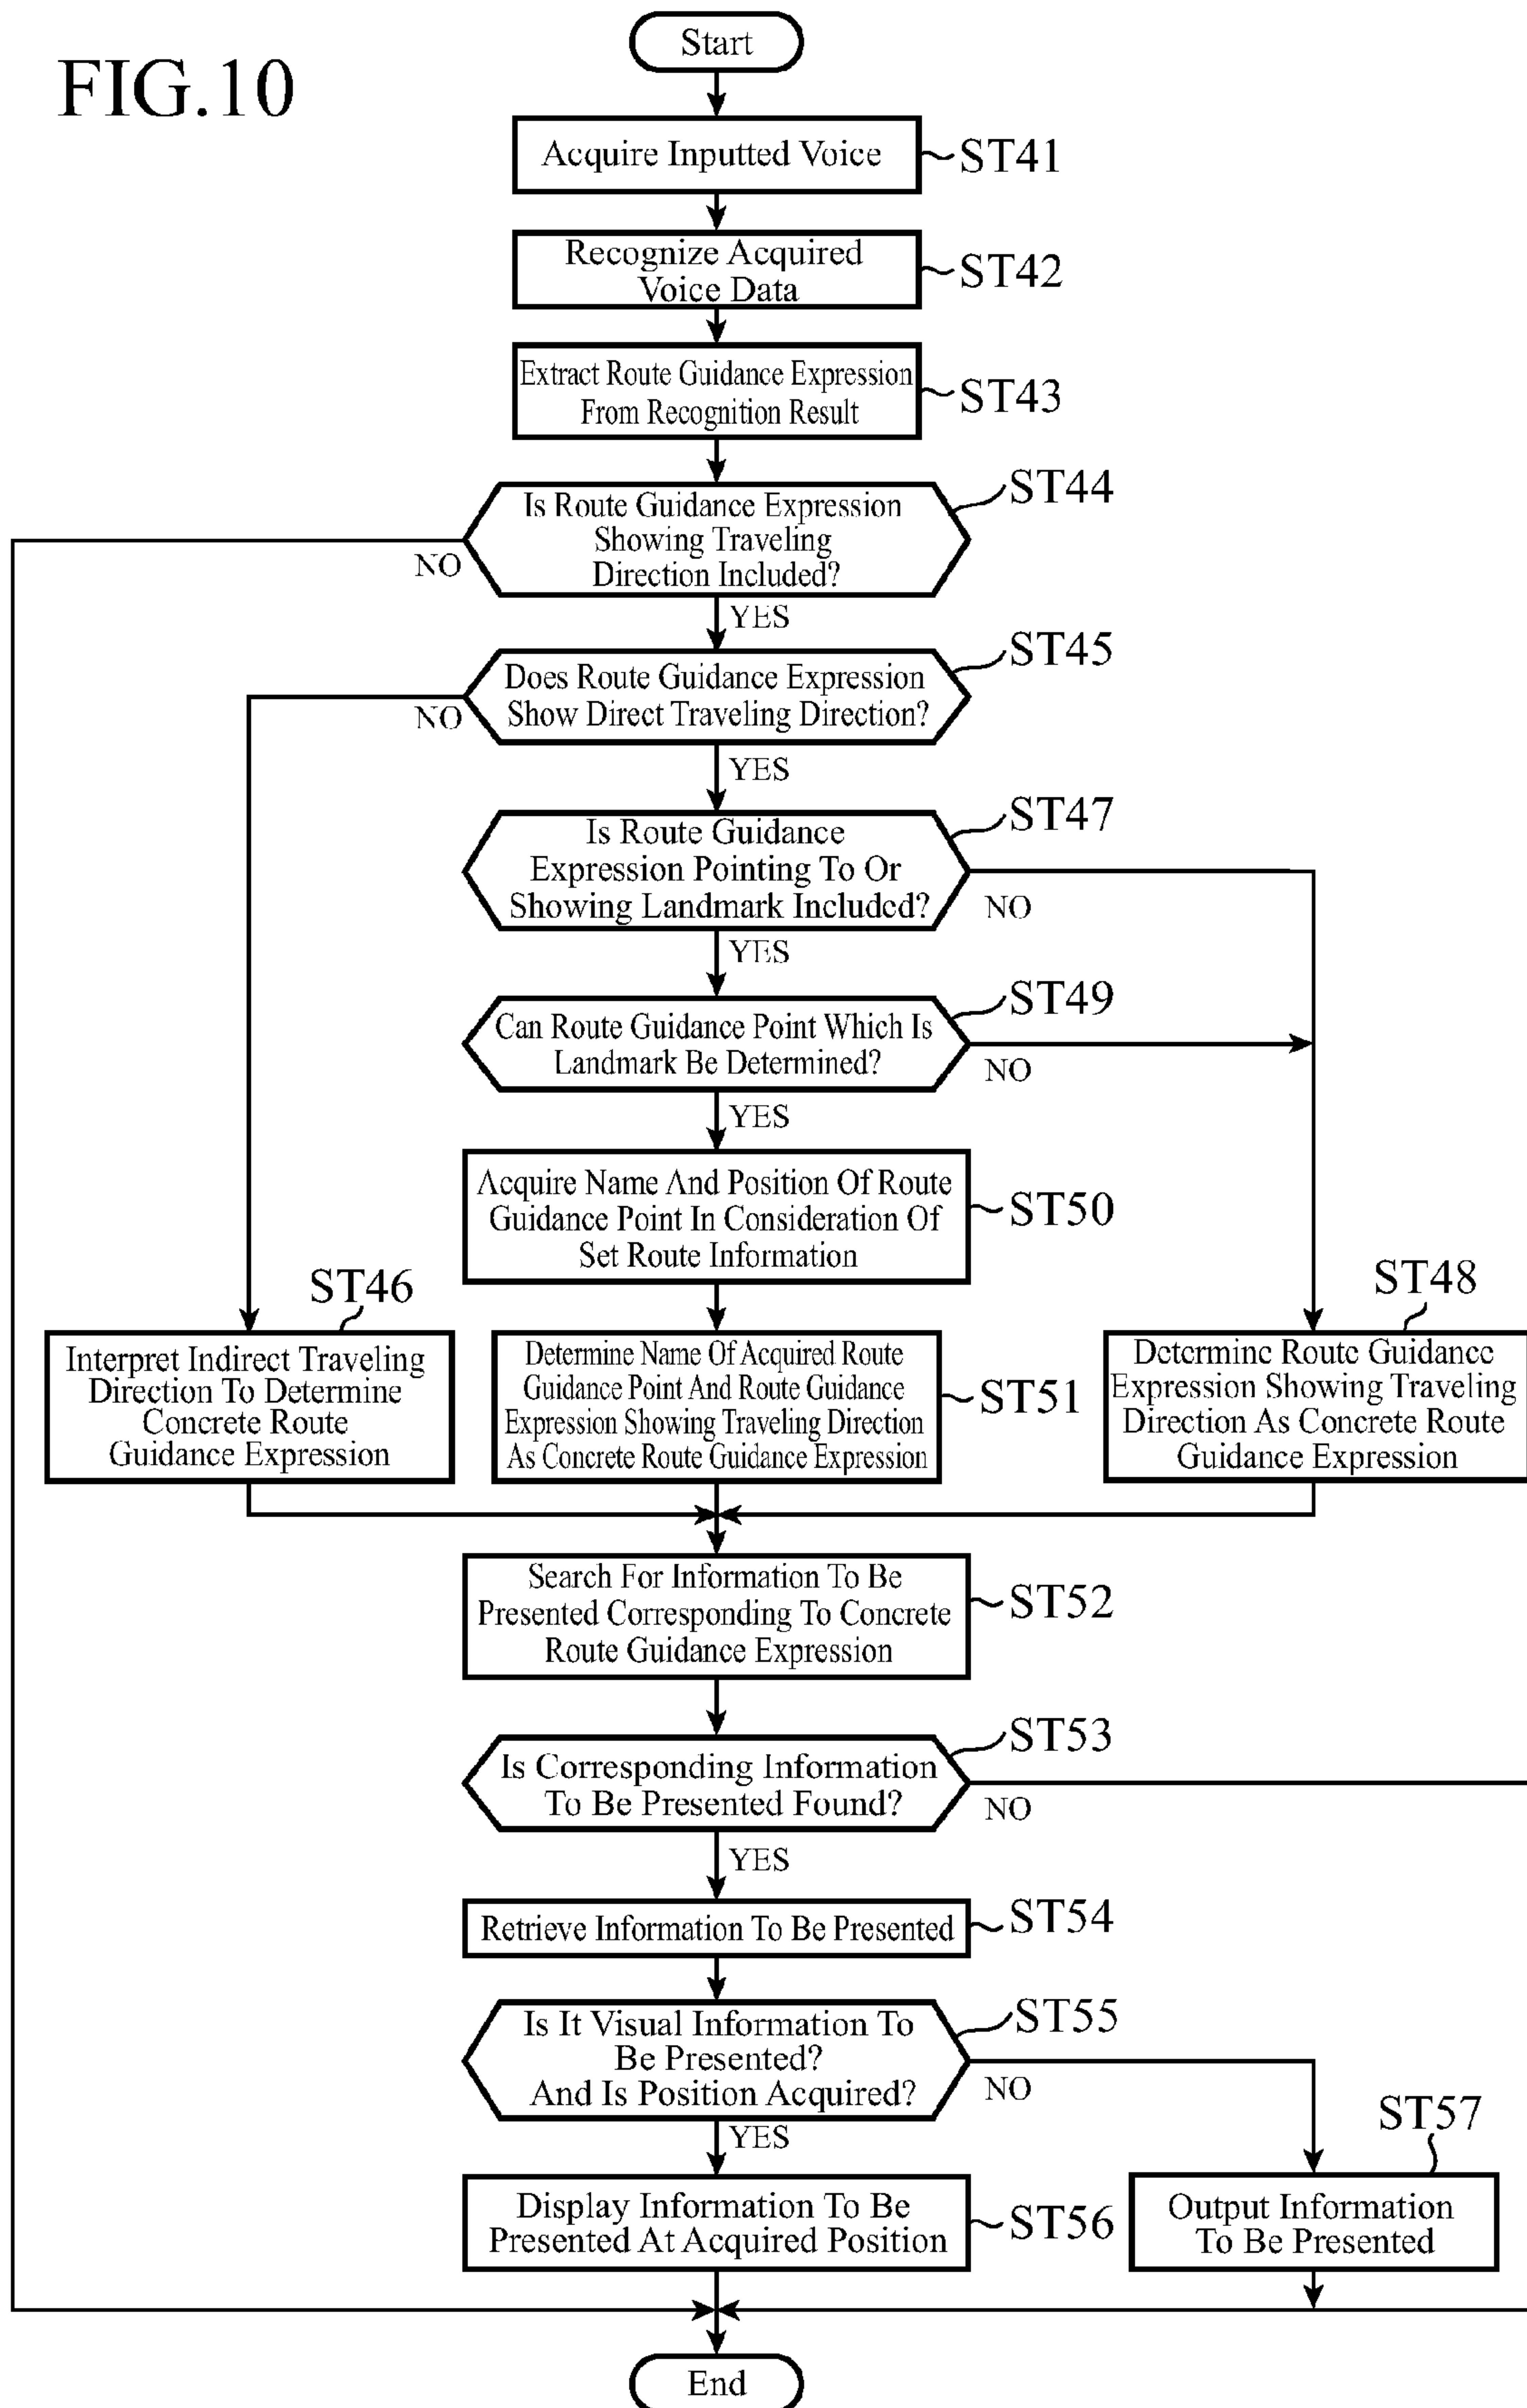 FIG.10
Start
Acquire Inputted Voice
ST41
Recognize Acquired
Voice Data
ST42
Extract Route Guidance Expression
From Recognition Result
ST43
Is Route Guidance Expression
Showing Traveling
Direction Included?
ST44
NO
YES
Does Route Guidance Expression
Show Direct Traveling Direction?
ST45
NO
YES
Is Route Guidance
Expression Pointing To Or
Showing Landmark Included?
ST47
NO
YES
Can Route Guidance Point Which Is
Landmark Be Determined?
ST49
NO
YES
Acquire Name And Position Of Route
Guidance Point In Consideration Of
Set Route Information
ST50
ST46
Interpret Indirect Traveling
Direction To Determine
Concrete Route
Guidance Expression
Determine Name Of Acquired Route
Guidance Point And Route Guidance
Expression Showing Traveling Direction
As Concrete Route Guidance Expression
ST51
ST48
Determine Route Guidance
Expression Showing Traveling
Direction As Concrete Route
Guidance Expression
Search For Information To Be
Presented Corresponding To Concrete
Route Guidance Expression
ST52
Is Corresponding Information
To Be Presented Found?
ST53
NO
YES
Retrieve Information To Be Presented
ST54
Is It Visual Information To
Be Presented?
And Is Position Acquired?
ST55
NO
YES
Display Information To Be
Presented At Acquired Position
ST56
ST57
Output Information
To Be Presented
End